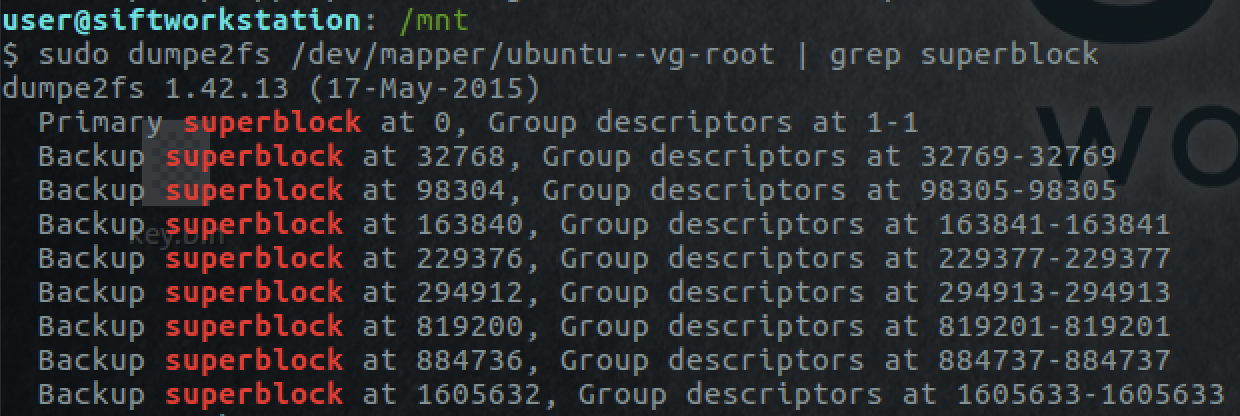 user@siftworkstation: /mnt
$ sudo dumpe2fs /dev/mapper/ubuntu--vg-root | grep superblock
dumpe2fs 1.42.13 (17-May-2015)
Primary superblock at 0, Group descriptors at 1-1
Backup superblock at 32768, Group descriptors at 32769-32769
Backup superblock at 98304, Group descriptors at 98305-98305
Backup superblock at 163840, Group descriptors at 163841-163841
key.bin
Backup superblock at 229376, Group descriptors at 229377-229377
Backup superblock at 294912, Group descriptors at 294913-294913
Backup superblock at 819200, Group descriptors at 819201-819201
Backup superblock at 884736, Group descriptors at 884737-884737
Backup superblock at 1605632, Group descriptors at 1605633-1605633